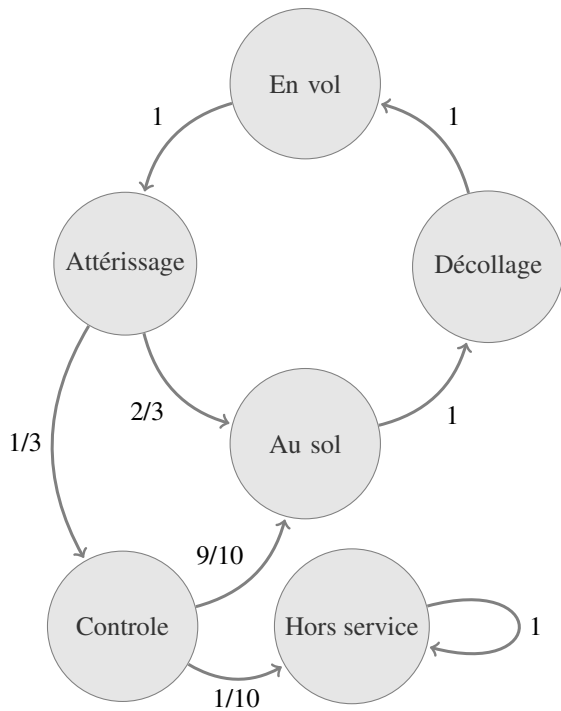 En vol
1
1
Attérissage
Décollage
2/3
1
1/3
Au sol
9/10
Controle
Hors service
1
1/10